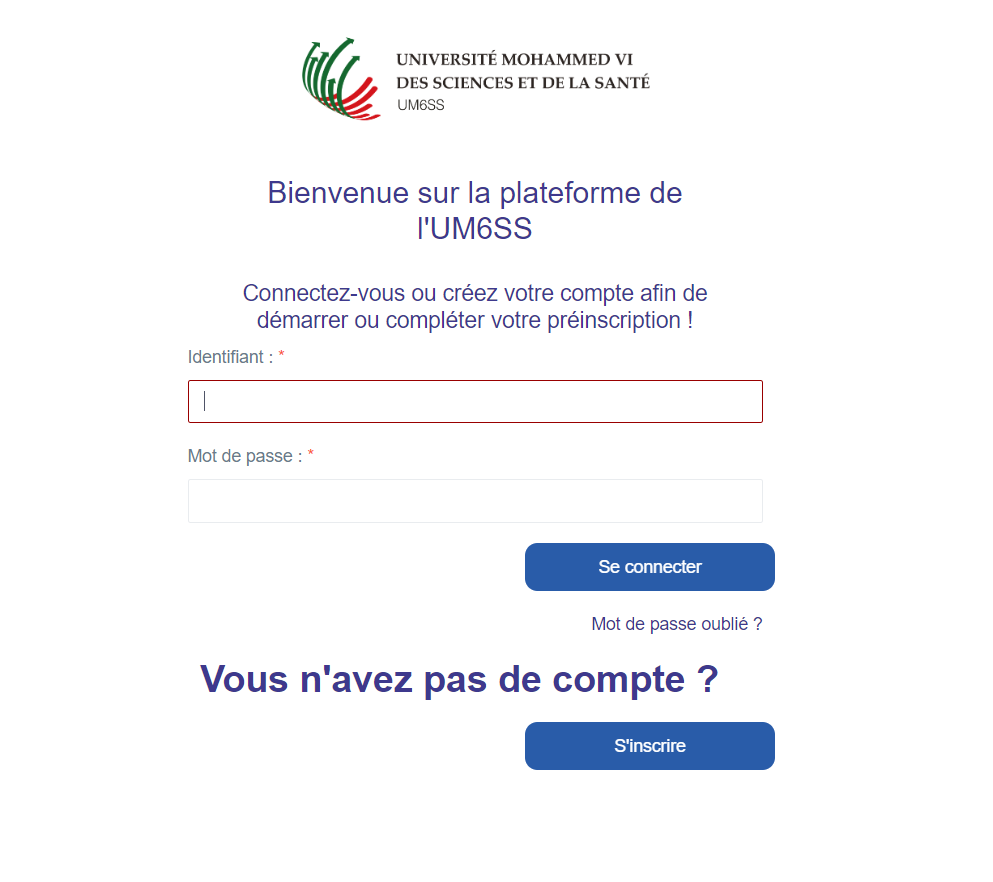 UNIVERSITÉ MOHAMMED VI
DES SCIENCES ET DE LA SANTÉ
UM6SS
Bienvenue sur la plateforme de
l'UM6SS
Connectez-vous ou créez votre compte afin de
démarrer ou compléter votre préinscription !
Identifiant : *
Mot de passe : *
Se connecter
Mot de passe oublié ?
Vous n'avez pas de compte ?
S'inscrire